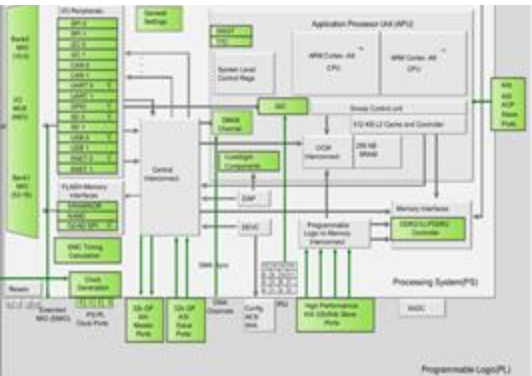 I/O Peripherals
SPI 0
SPI 1
I2C 0
I2C 1
CAN 0
CAN 1
UART 0
UART 1
GPIO
SD 0
SD 1
USB 0
USB 1
ENET 0
ENET 1
FLASH Memory
Interfaces
NAND
QUAD SPI
SMC Timing
Calculation
Clock
Generation
Resets
Extended
MIO (EMIO)
PS-PL
Clock Ports
I/O
MUX
(MIO)
Bank0
MIO
(15:0)
Bank1
MIO
(53:16)
General
Settings
SWDT
TTC
System Level
Control Regs
Application Processor Unit (APU)
ARM Cortex -A9
CPU
ARM Cortex -A9
CPU
GIC
Snoop Control unit
512 KB L2 Cache and Controller
DMA8
Channel
OCM
Interconnect
256 KB
SRAM
Central
Interconnect
CoreSight
Components
DAP
DEVC
Programmable
Logic to Memory
Interconnect
Memory Interfaces
DDR2/3,LPDDR2
Controller
Processing System(PS)
DMA Sync
32b GP
AXI
Master
Ports
32b GP
AXI
Slave
Ports
DMA
Channels
Config
AES/
SHA
IRQ
High Performance
AXI 32b/64b Slave
Ports
XADC
ACP
Slave
Ports
Programmable Logic(PL)